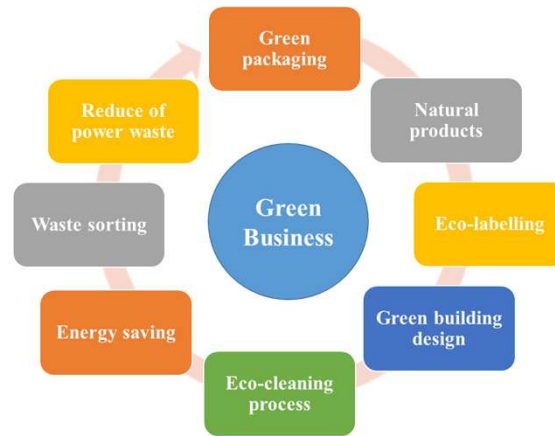 Green
packaging
Natural
products
Eco-labelling
Green building
design
Eco-cleaning
process
Energy saving
Waste sorting
Reduce of
power waste
Green
Business